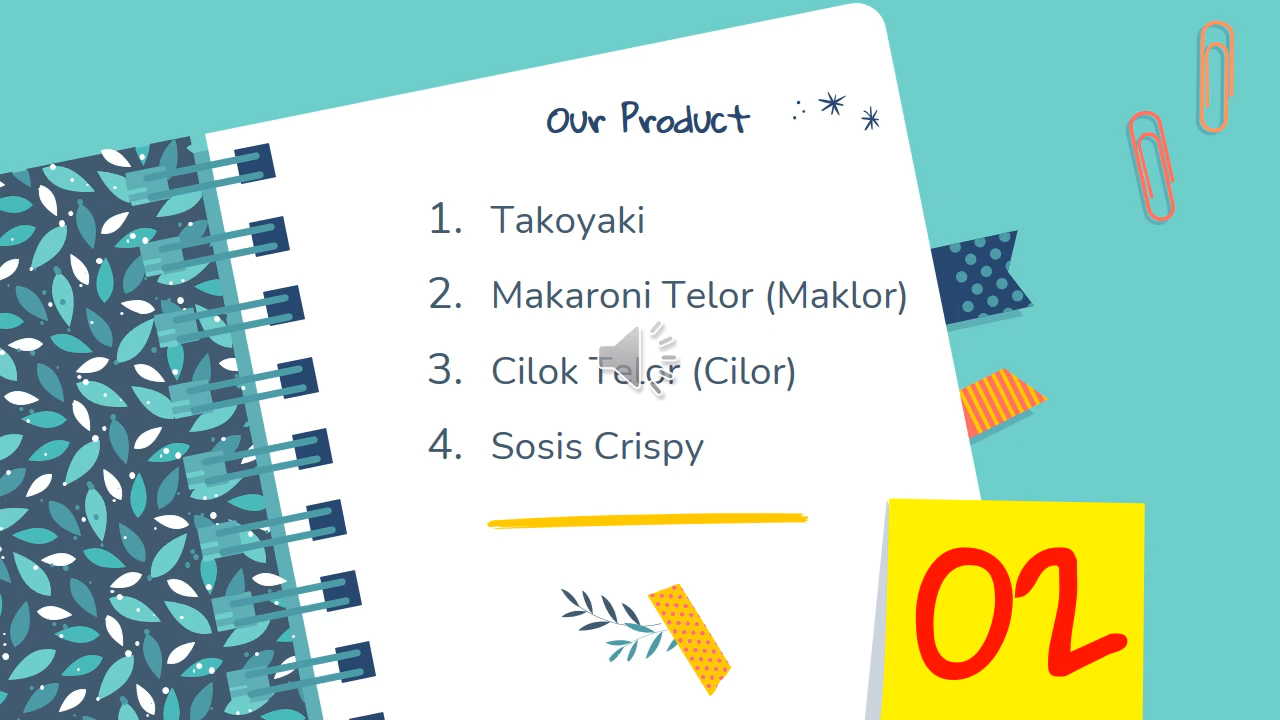 Our Product
1. Takoyaki
2. Makaroni Telor (Maklor)
3. Cilok Telor (Cilor)
4. Sosis Crispy
02